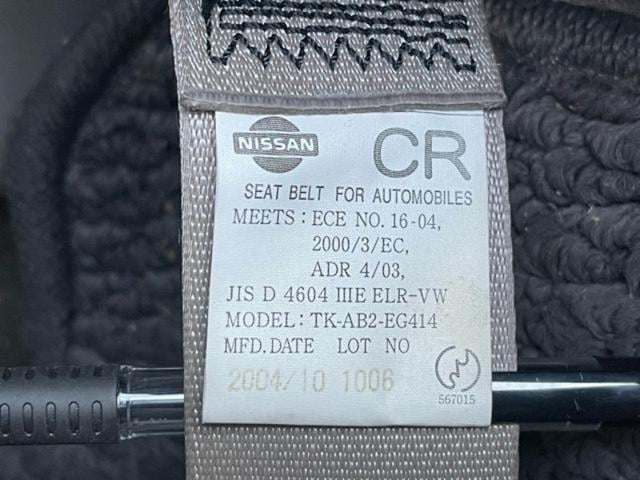 NISSAN CR
SEAT BELT FOR AUTOMOBILES
MEETS : ECE NO. 16-04,
2000/3/EC,
ADR 4/03,
JIS D 4604 IIIE ELR-VW
MODEL: TK-AB2-EG414
MFD.DATE LOT NO
2004/10 1006
567015